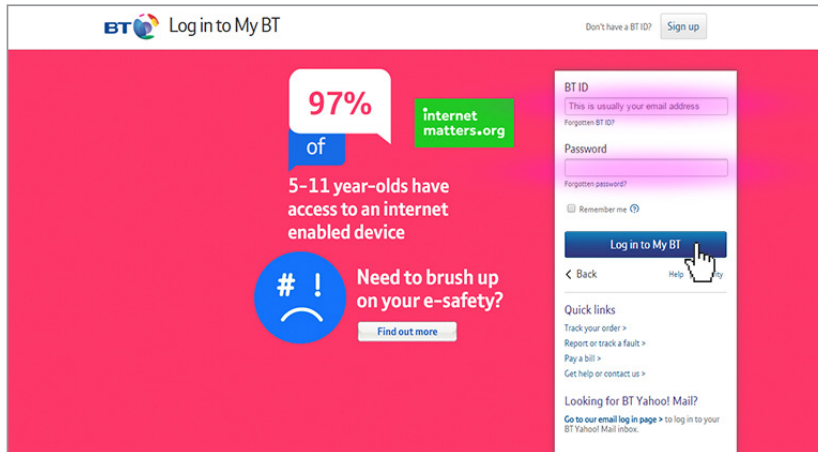 BT Log in to My BT
Don't have a BT ID? Sign up
97%
of
5-11 year-olds have
access to an internet
enabled device
internet
matters.org
# !
Need to brush up
on your e-safety?
Find out more
BT ID
This is usually your email address
Forgotten BT ID?
Password
Forgotten password?
Remember me ?
Log in to My BT
< Back Help
Quick links
Track your order >
Report or track a fault >
Pay a bill >
Get help or contact us >
Looking for BT Yahoo! Mail?
Go to our email log in page > to log in to your
BT Yahoo! Mail inbox.